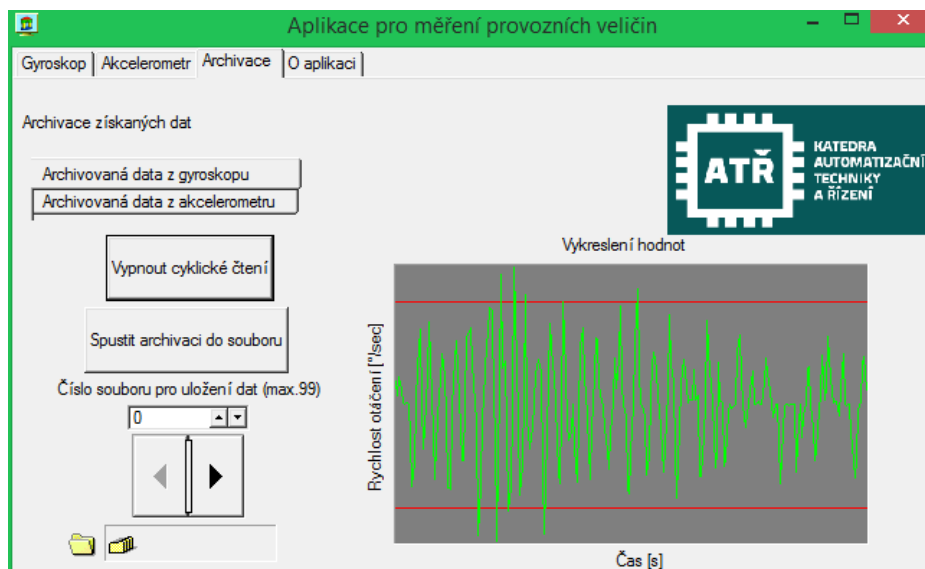 Aplikace pro měření provozních veličin
Gyroskop
Akcelerometr
Archivace
O aplikaci
Archivace získaných dat
ATŘ
KATEDRA
AUTOMATIZAČNÍ
TECHNIKY
A ŘÍZENÍ
Archivovaná data z gyroskopu
Archivovaná data z akcelerometru
Vypnout cyklické čtení
Spustit archivaci do souboru
Číslo souboru pro uložení dat (max.99)
0
Vykreslení hodnot
Rychlost otáčení [°/sec]
Čas [s]